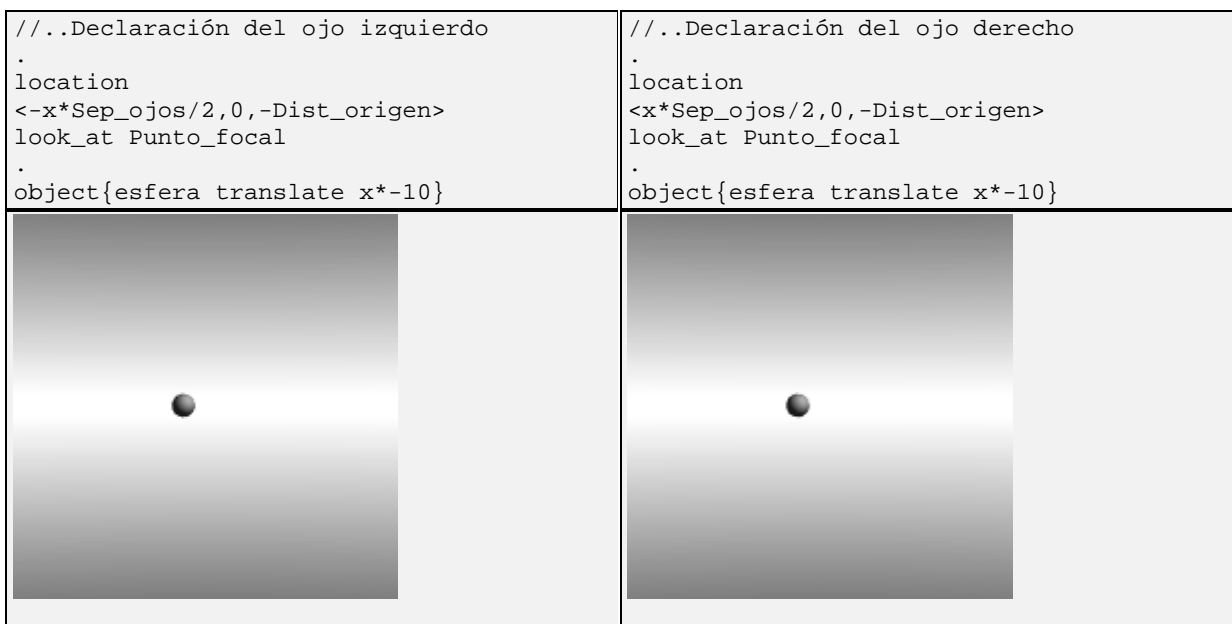 //..Declaración del ojo izquierdo
.
location
<-x*Sep_ojos/2,0,-Dist_origen>
look_at Punto_focal
.
object{esfera translate x*-10}
//..Declaración del ojo derecho
.
location
<x*Sep_ojos/2,0,-Dist_origen>
look_at Punto_focal
.
object{esfera translate x*-10}